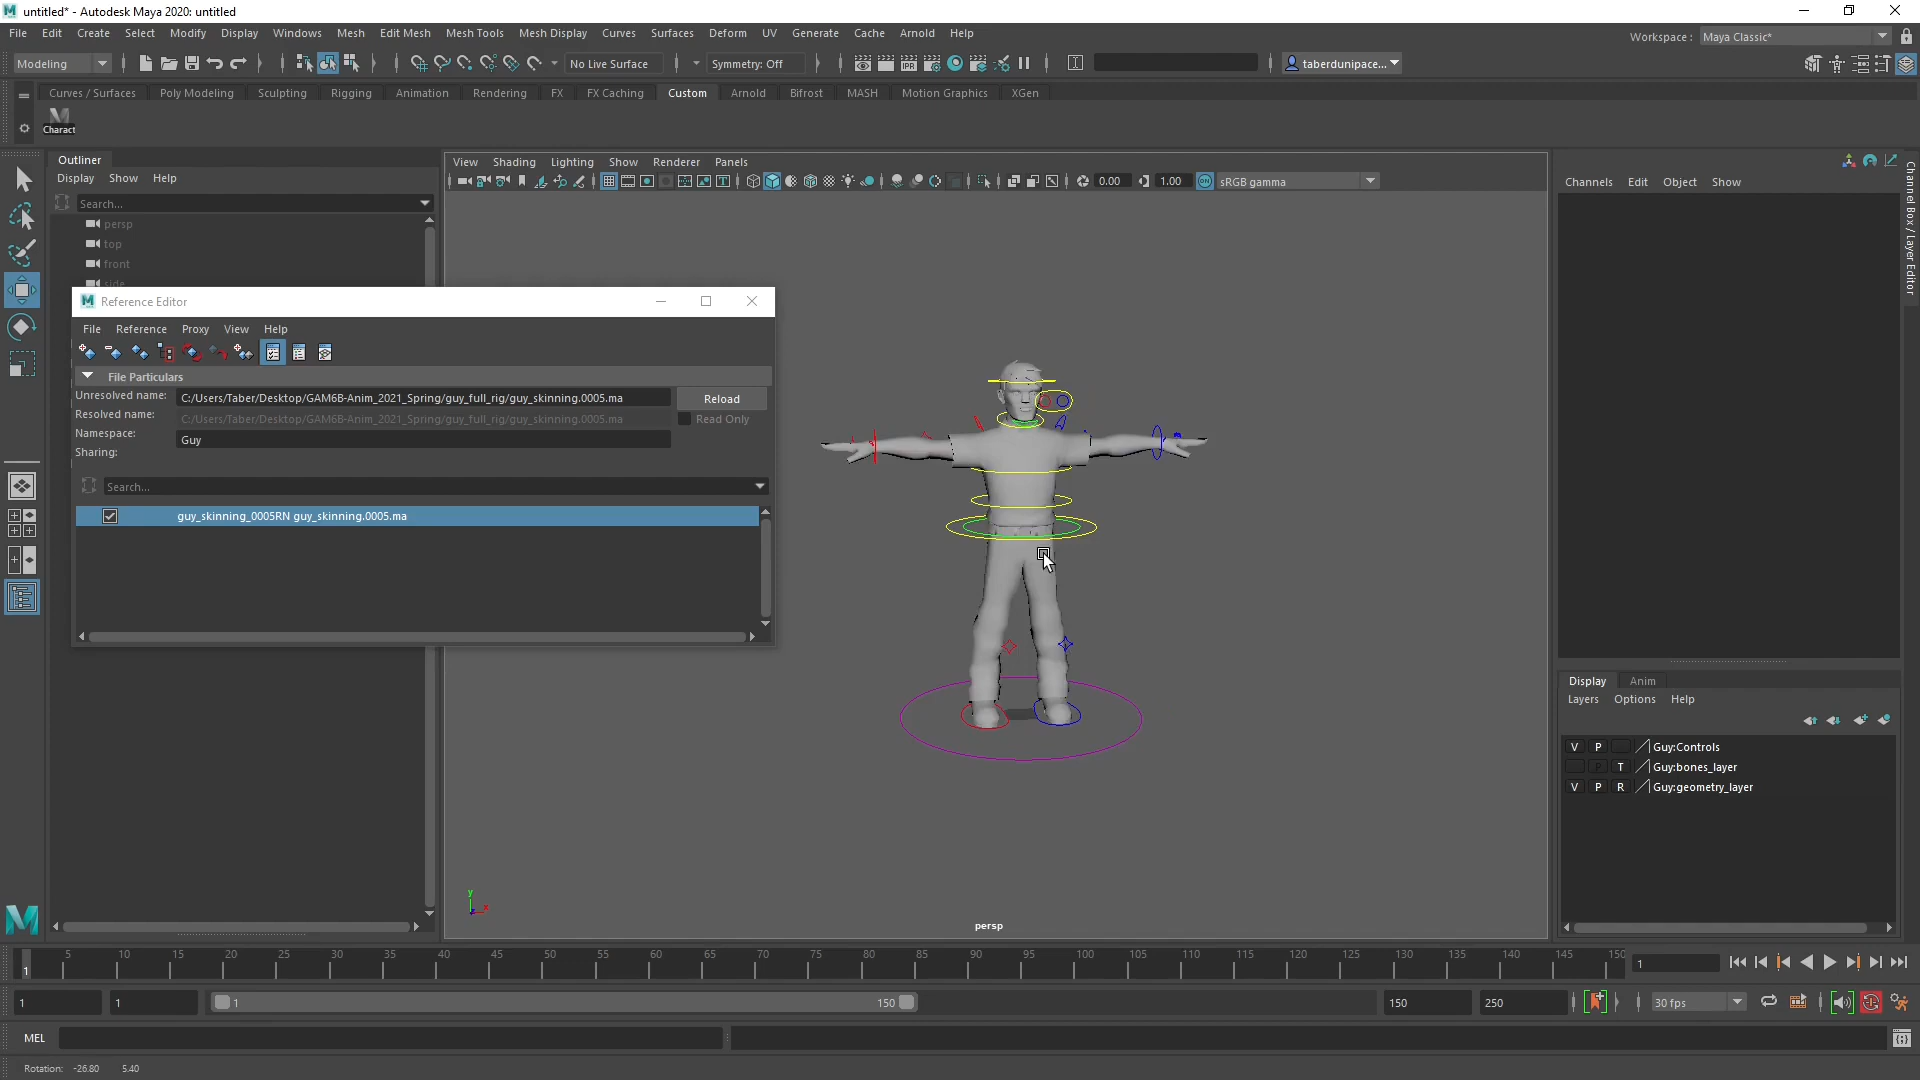 untitled* - Autodesk Maya 2020: untitled
File Edit Create Select Modify Display Windows Mesh Edit Mesh Mesh Tools Mesh Display Curves Surfaces Deform UV Generate Cache Arnold Help
Workspace : Maya Classic*
Modeling No Live Surface Symmetry: Off taberdunipace...
Curves / Surfaces Poly Modeling Sculpting Rigging Animation Rendering FX FX Caching Custom Arnold Bifrost MASH Motion Graphics XGen
Charact
Outliner
Display Show Help
Search...
persp
top
front
side
View Shading Lighting Show Renderer Panels
0.00 1.00 sRGB gamma
Channels Edit Object Show
Channel Box / Layer Editor
Reference Editor
File Reference Proxy View Help
File Particulars
Unresolved name: C:/Users/Taber/Desktop/GAM6B-Anim_2021_Spring/guy_full_rig/guy_skinning.0005.ma Reload
Resolved name: C:/Users/Taber/Desktop/GAM6B-Anim_2021_Spring/guy_full_rig/guy_skinning.0005.ma Read Only
Namespace: Guy
Sharing:
Search...
guy_skinning_0005RN guy_skinning.0005.ma
y
x
persp
Display Anim
Layers Options Help
V P Guy:Controls
P T Guy:bones_layer
V P R Guy:geometry_layer
5 10 15 20 25 30 35 40 45 50 55 60 65 70 75 80 85 90 95 100 105 110 115 120 125 130 135 140 145 150
1 1
1 1 1 150 150 250 30 fps
MEL
Rotation: -26.80 5.40